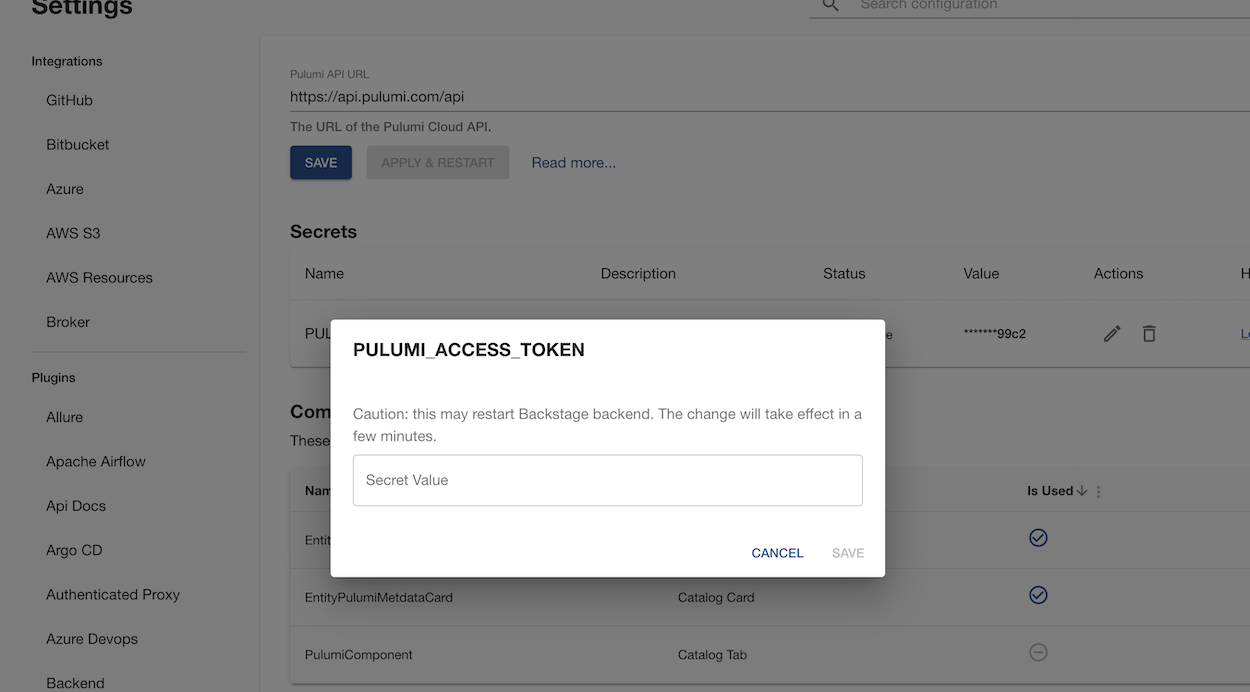 Settings
Search configuration
Integrations
GitHub
Bitbucket
Azure
AWS S3
AWS Resources
Broker
Plugins
Allure
Apache Airflow
Api Docs
Argo CD
Authenticated Proxy
Azure Devops
Backend
Pulumi API URL
https://api.pulumi.com/api
The URL of the Pulumi Cloud API.
SAVE APPLY & RESTART Read more...
Secrets
Name Description Status Value Actions H
PUL e *******99c2 Le
PULUMI_ACCESS_TOKEN
Caution: this may restart Backstage backend. The change will take effect in a
few minutes.
Secret Value
CANCEL SAVE
Com
These
Nam Is Used
Entit
EntityPulumiMetdataCard Catalog Card
PulumiComponent Catalog Tab